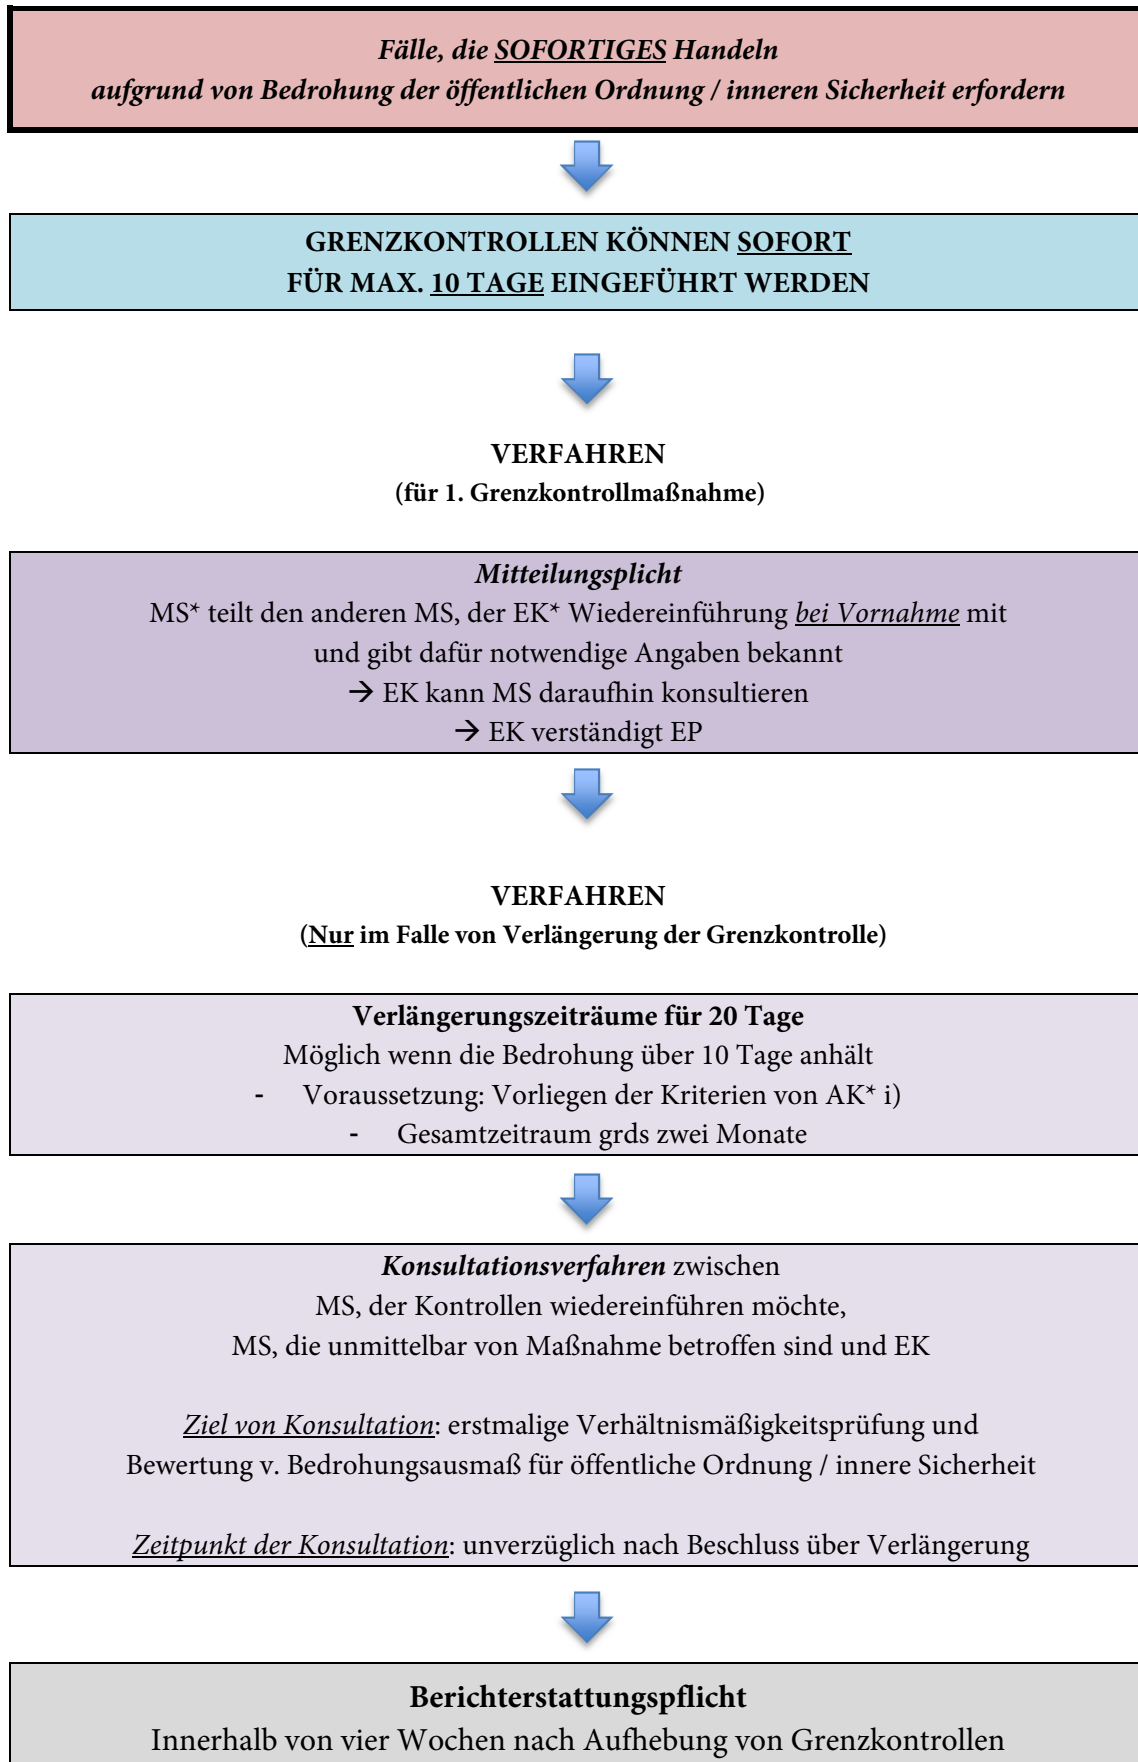 Fälle, die SOFORTIGES Handeln
aufgrund von Bedrohung der öffentlichen Ordnung / inneren Sicherheit erfordern
GRENZKONTROLLEN KÖNNEN SOFORT
FÜR MAX. 10 TAGE EINGEFÜHRT WERDEN
VERFAHREN
(für 1. Grenzkontrollmaßnahme)
Mitteilungsplicht
MS* teilt den anderen MS, der EK* Wiedereinführung bei Vornahme mit
und gibt dafür notwendige Angaben bekannt
→ EK kann MS daraufhin konsultieren
→ EK verständigt EP
VERFAHREN
(Nur im Falle von Verlängerung der Grenzkontrolle)
Verlängerungszeiträume für 20 Tage
Möglich wenn die Bedrohung über 10 Tage anhält
- Voraussetzung: Vorliegen der Kriterien von AK* i)
- Gesamtzeitraum grds zwei Monate
Konsultationsverfahren zwischen
MS, der Kontrollen wiedereinführen möchte,
MS, die unmittelbar von Maßnahme betroffen sind und EK
Ziel von Konsultation: erstmalige Verhältnismäßigkeitsprüfung und
Bewertung v. Bedrohungsausmaß für öffentliche Ordnung / innere Sicherheit
Zeitpunkt der Konsultation: unverzüglich nach Beschluss über Verlängerung
Berichterstattungspflicht
Innerhalb von vier Wochen nach Aufhebung von Grenzkontrollen